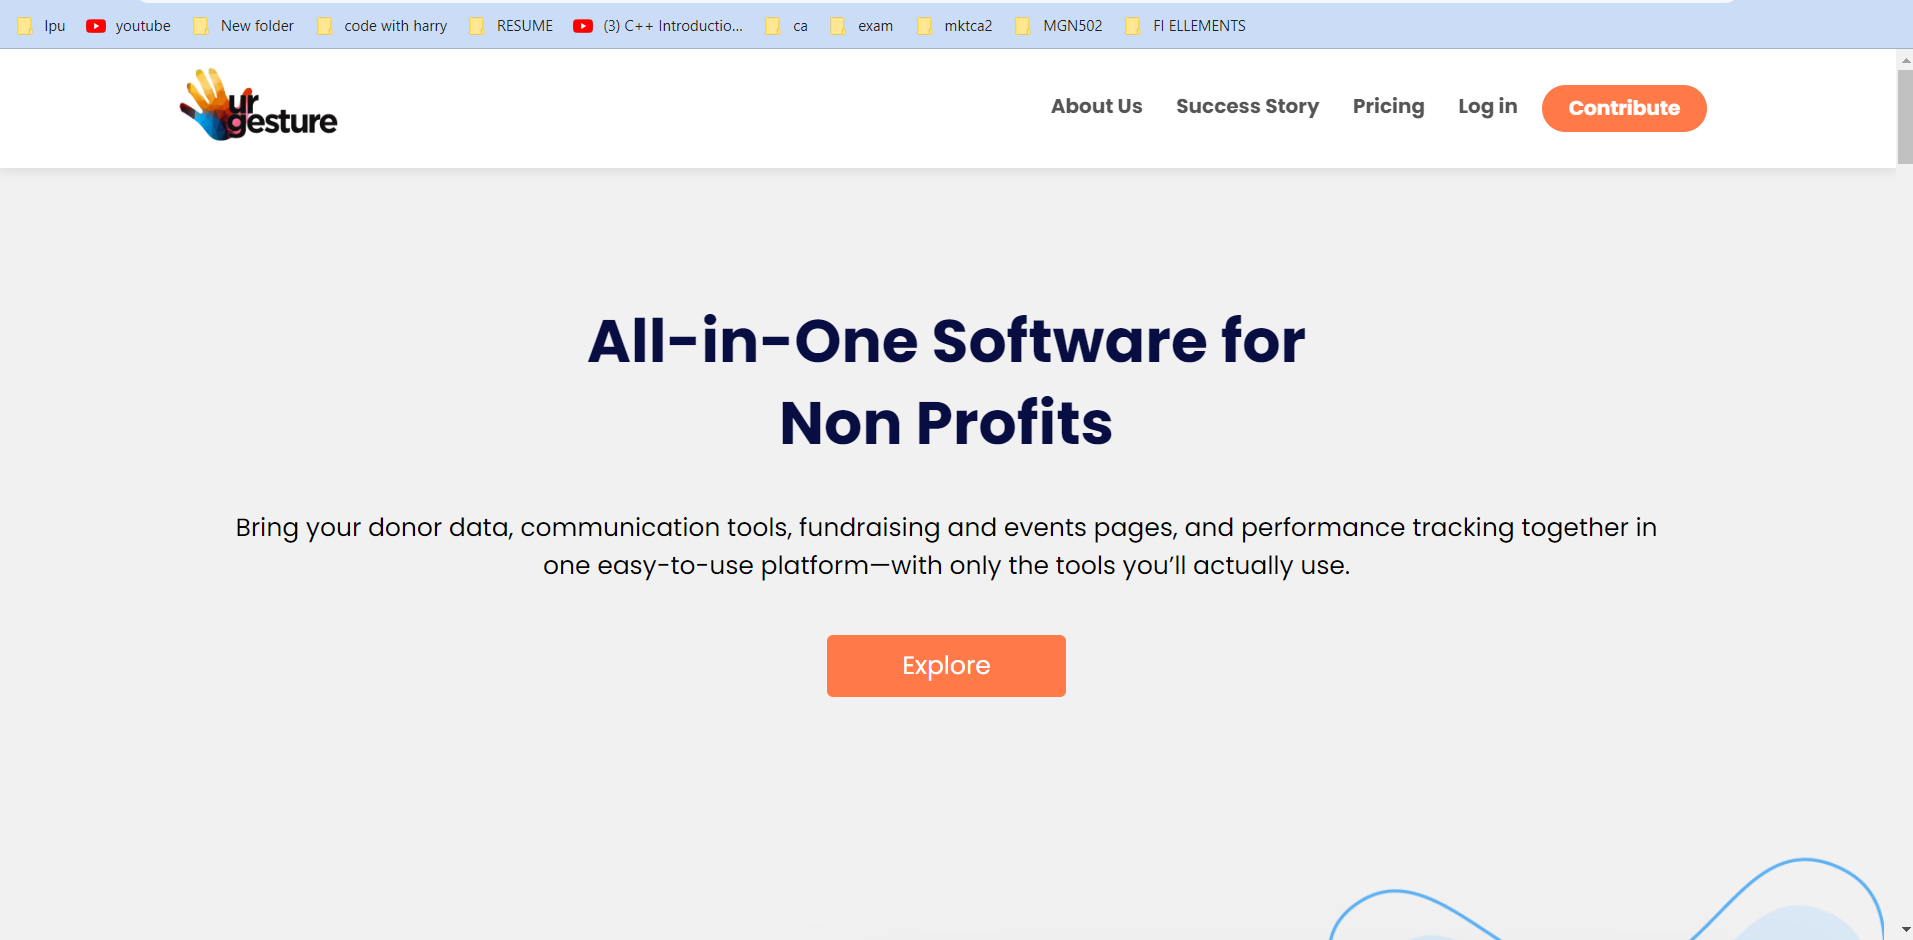 lpu youtube New folder code with harry RESUME (3) C++ Introductio... ca exam mktca2 MGN502 FI ELLEMENTS
ur
gesture
About Us Success Story Pricing Log in Contribute
All-in-One Software for
Non Profits
Bring your donor data, communication tools, fundraising and events pages, and performance tracking together in
one easy-to-use platform—with only the tools you’ll actually use.
Explore